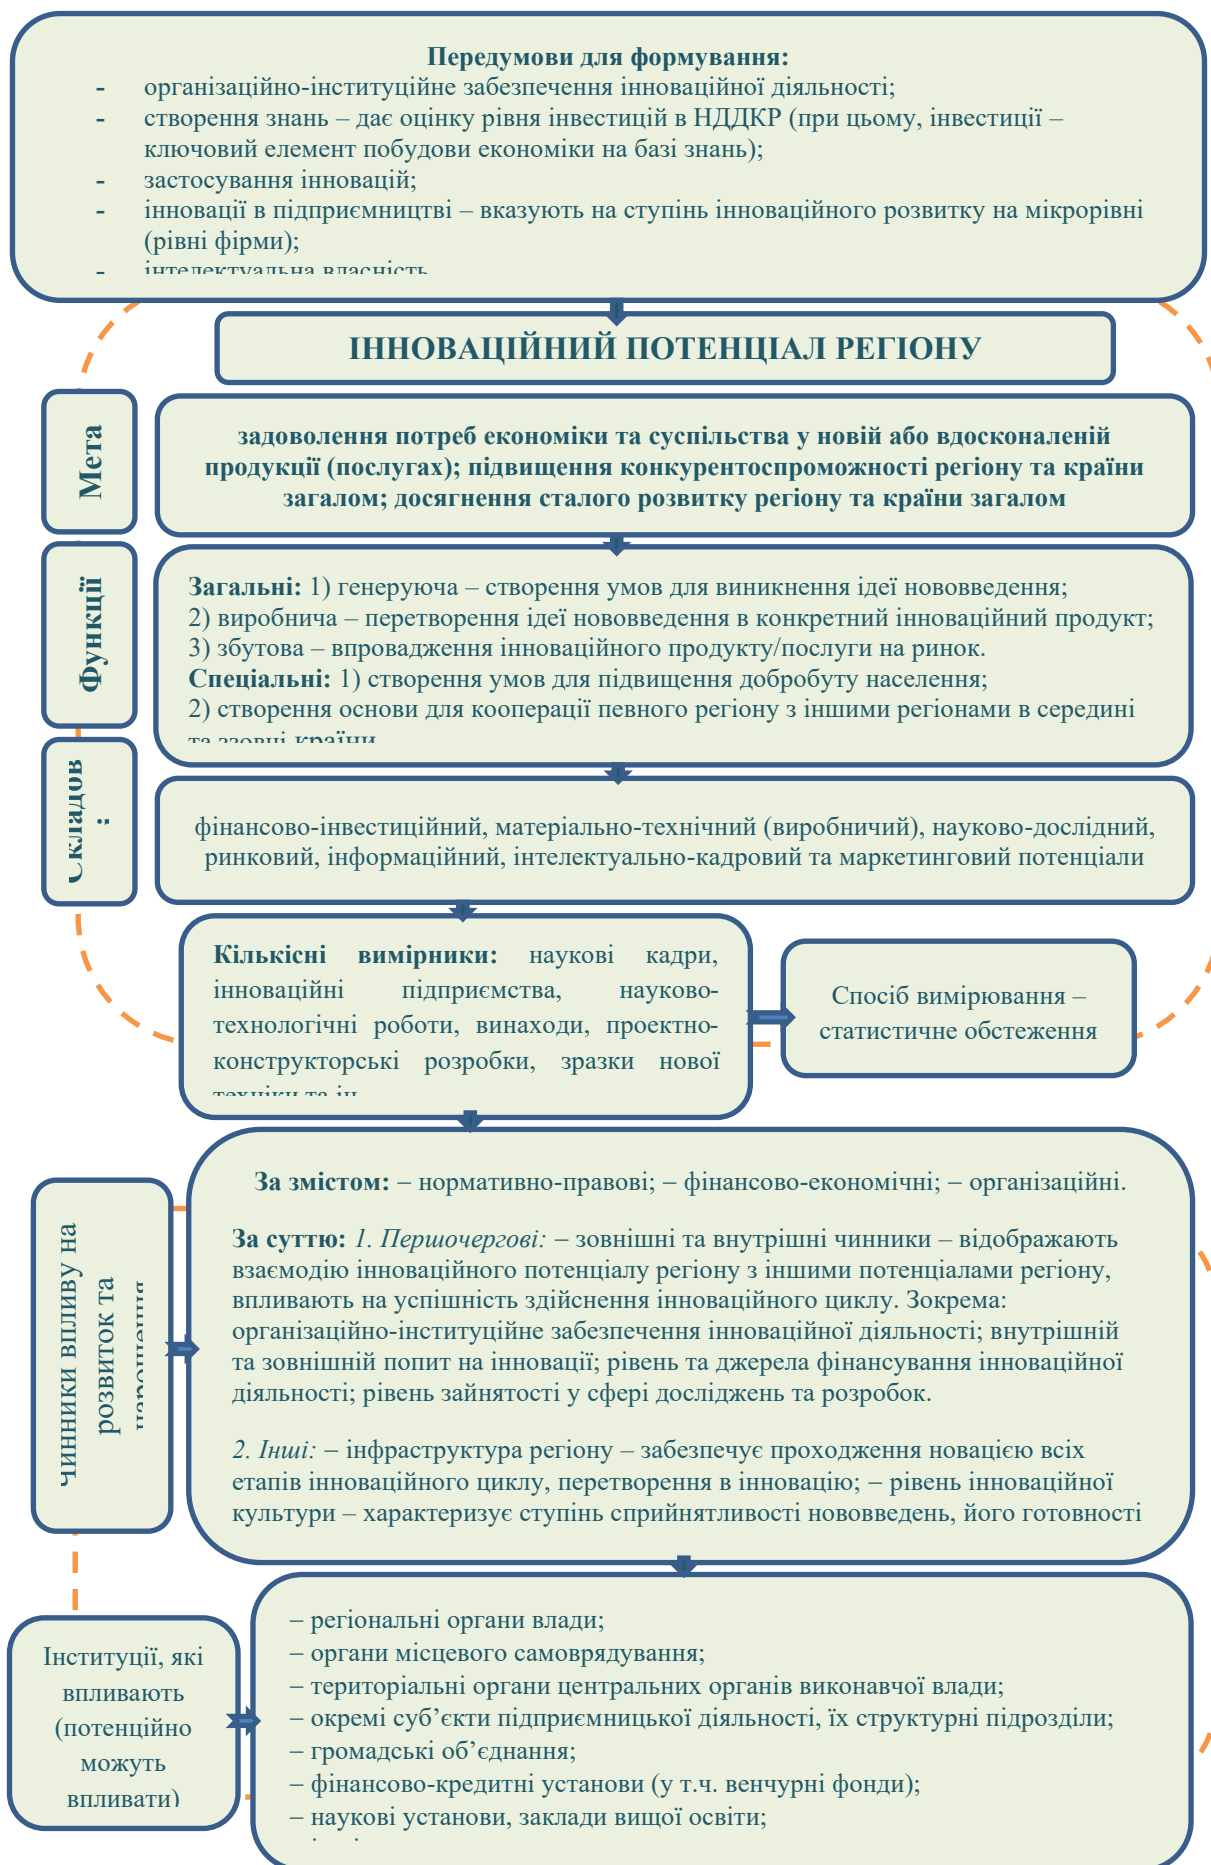 Передумови для формування:
- організаційно-інституційне забезпечення інноваційної діяльності;
- створення знань – дає оцінку рівня інвестицій в НДДКР (при цьому, інвестиції –
ключовий елемент побудови економіки на базі знань);
- застосування інновацій;
- інновації в підприємництві – вказують на ступінь інноваційного розвитку на мікрорівні
(рівні фірми);
- інтелектуальна власність
ІННОВАЦІЙНИЙ ПОТЕНЦІАЛ РЕГІОНУ
Мета
задоволення потреб економіки та суспільства у новій або вдосконаленій
продукції (послугах); підвищення конкурентоспроможності регіону та країни
загалом; досягнення сталого розвитку регіону та країни загалом
Функції
Загальні: 1) генеруюча – створення умов для виникнення ідеї нововведення;
2) виробнича – перетворення ідеї нововведення в конкретний інноваційний продукт;
3) збутова – впровадження інноваційного продукту/послуги на ринок.
Спеціальні: 1) створення умов для підвищення добробуту населення;
2) створення основи для кооперації певного регіону з іншими регіонами в середині
та ззовні країни
Складов
і
фінансово-інвестиційний, матеріально-технічний (виробничий), науково-дослідний,
ринковий, інформаційний, інтелектуально-кадровий та маркетинговий потенціали
Кількісні вимірники: наукові кадри,
інноваційні підприємства, науково-
технологічні роботи, винаходи, проектно-
конструкторські розробки, зразки нової
техніки та ін
Спосіб вимірювання –
статистичне обстеження
Чинники впливу на
розвиток та
нарощення
За змістом: – нормативно-правові; – фінансово-економічні; – організаційні.
За суттю: 1. Першочергові: – зовнішні та внутрішні чинники – відображають
взаємодію інноваційного потенціалу регіону з іншими потенціалами регіону,
впливають на успішність здійснення інноваційного циклу. Зокрема:
організаційно-інституційне забезпечення інноваційної діяльності; внутрішній
та зовнішній попит на інновації; рівень та джерела фінансування інноваційної
діяльності; рівень зайнятості у сфері досліджень та розробок.
2. Інші: – інфраструктура регіону – забезпечує проходження новацією всіх
етапів інноваційного циклу, перетворення в інновацію; – рівень інноваційної
культури – характеризує ступінь сприйнятливості нововведень, його готовності
Інституції, які
впливають
(потенційно
можуть
впливати)
– регіональні органи влади;
– органи місцевого самоврядування;
– територіальні органи центральних органів виконавчої влади;
– окремі суб’єкти підприємницької діяльності, їх структурні підрозділи;
– громадські об’єднання;
– фінансово-кредитні установи (у т.ч. венчурні фонди);
– наукові установи, заклади вищої освіти;